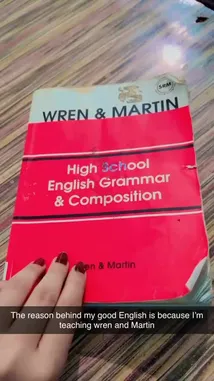 WREN & MARTIN
High School
English Grammar
& Composition
Wren & Martin
The reason behind my good English is because I'm
teaching wren and Martin